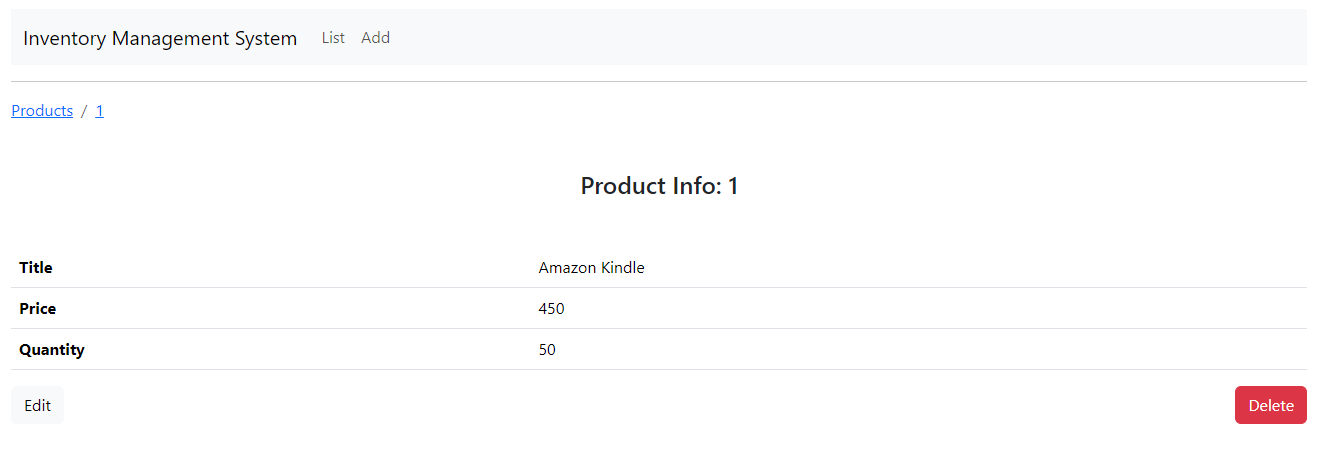 Inventory Management System List Add
Products / 1
Product Info: 1
Title Amazon Kindle
Price 450
Quantity 50
Edit Delete